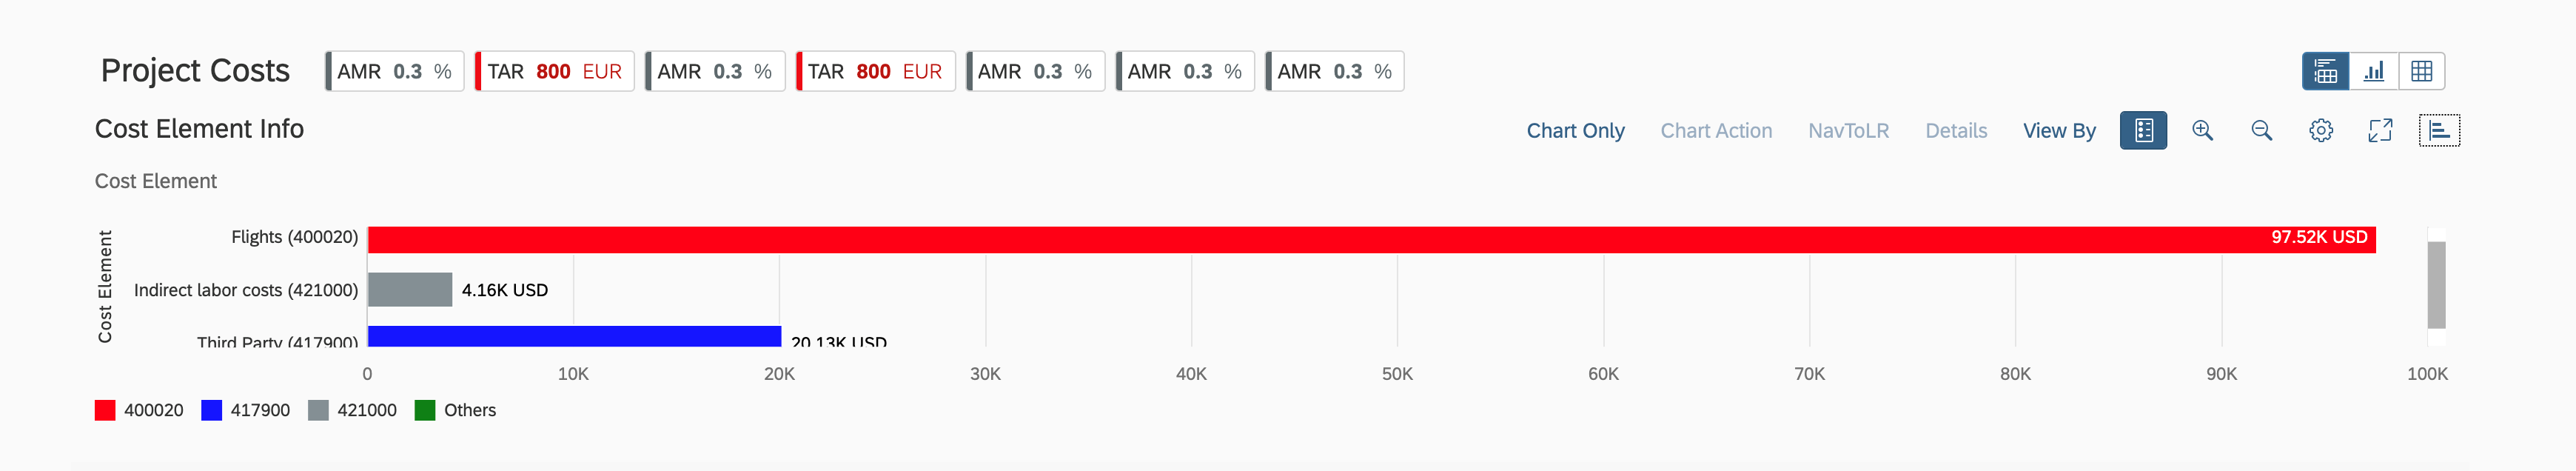 Project Costs AMR 0.3 % TAR 800 EUR AMR 0.3 % TAR 800 EUR AMR 0.3 % AMR 0.3 % AMR 0.3 %
Cost Element Info Chart Only Chart Action NavToLR Details View By
Cost Element
Cost Element
Flights (400020) 97.52K USD
Indirect labor costs (421000) 4.16K USD
Third Party (417900) 20.13K USD
0 10K 20K 30K 40K 50K 60K 70K 80K 90K 100K
400020 417900 421000 Others